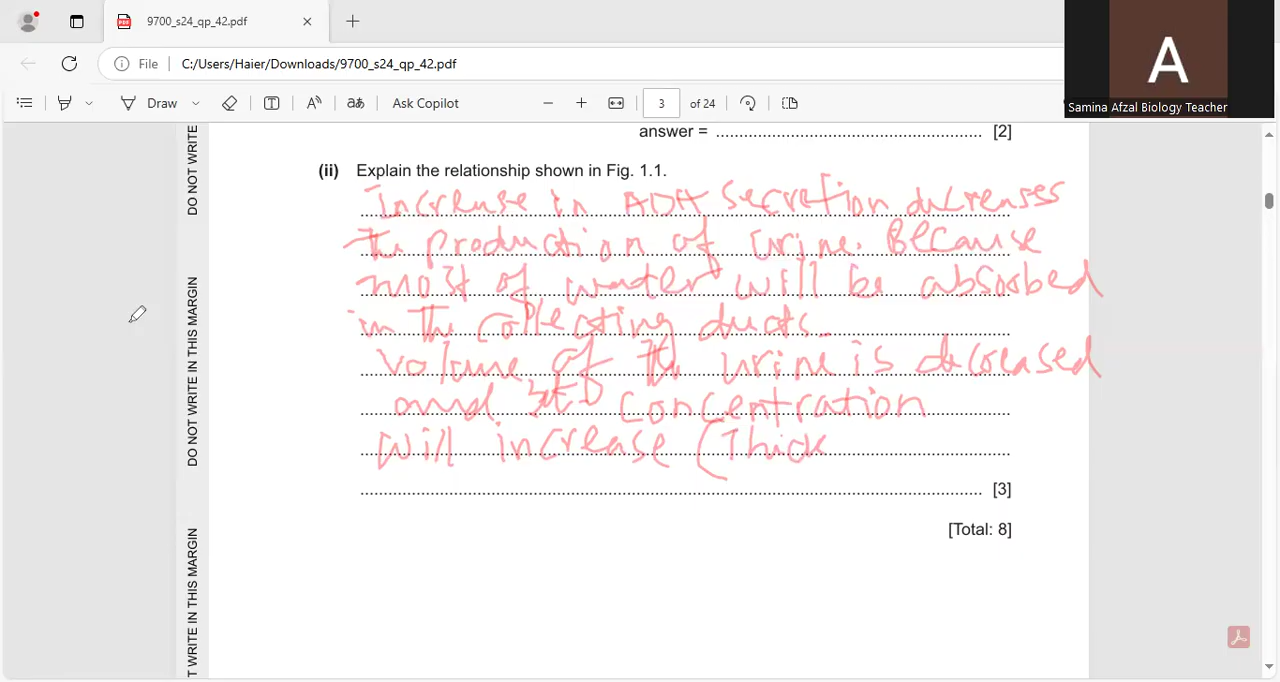 9700_s24_qp_42.pdf
File C:/Users/Haier/Downloads/9700_s24_qp_42.pdf
Draw
Ask Copilot
3 of 24
A
Samina Afzal Biology Teacher
answer = .................................................. [2]
(ii) Explain the relationship shown in Fig. 1.1.
Increase in ADH secretion decreases
the production of urine. Because
most of water will be absorbed
in the collecting ducts.
volume of the urine is decreased
and its concentration
will increase (Thick
[3]
[Total: 8]
DO NOT WRITE
DO NOT WRITE IN THIS MARGIN
T WRITE IN THIS MARGIN